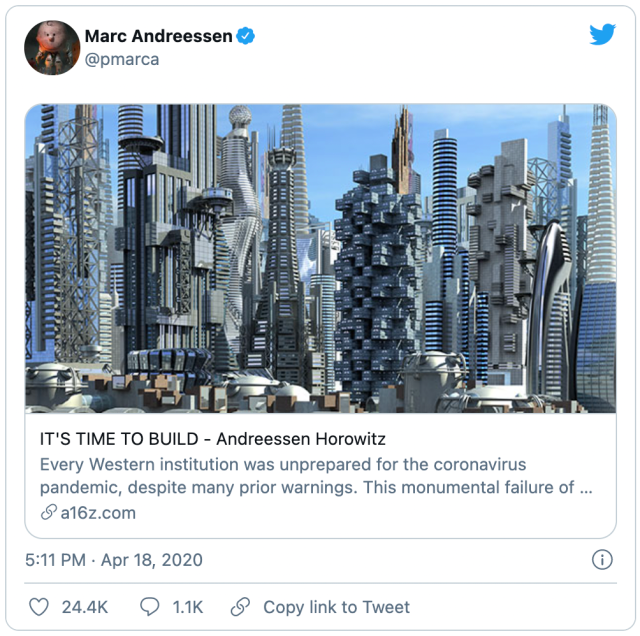 Marc Andreessen
@pmarca
IT'S TIME TO BUILD - Andreessen Horowitz
Every Western institution was unprepared for the coronavirus
pandemic, despite many prior warnings. This monumental failure of ...
a16z.com
5:11 PM · Apr 18, 2020
24.4K 1.1K Copy link to Tweet